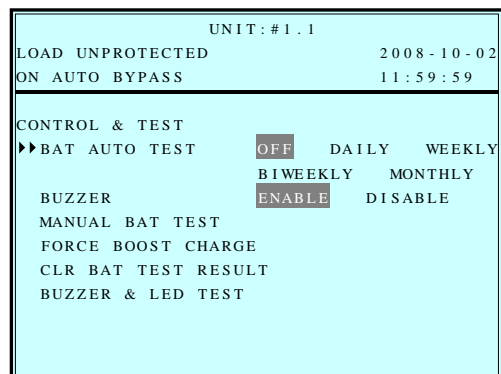 UNIT:#1.1
LOAD UNPROTECTED 2008-10-02
ON AUTO BYPASS 11:59:59
CONTROL & TEST
BAT AUTO TEST OFF DAILY WEEKLY
BIWEEKLY MONTHLY
BUZZER ENABLE DISABLE
MANUAL BAT TEST
FORCE BOOST CHARGE
CLR BAT TEST RESULT
BUZZER & LED TEST